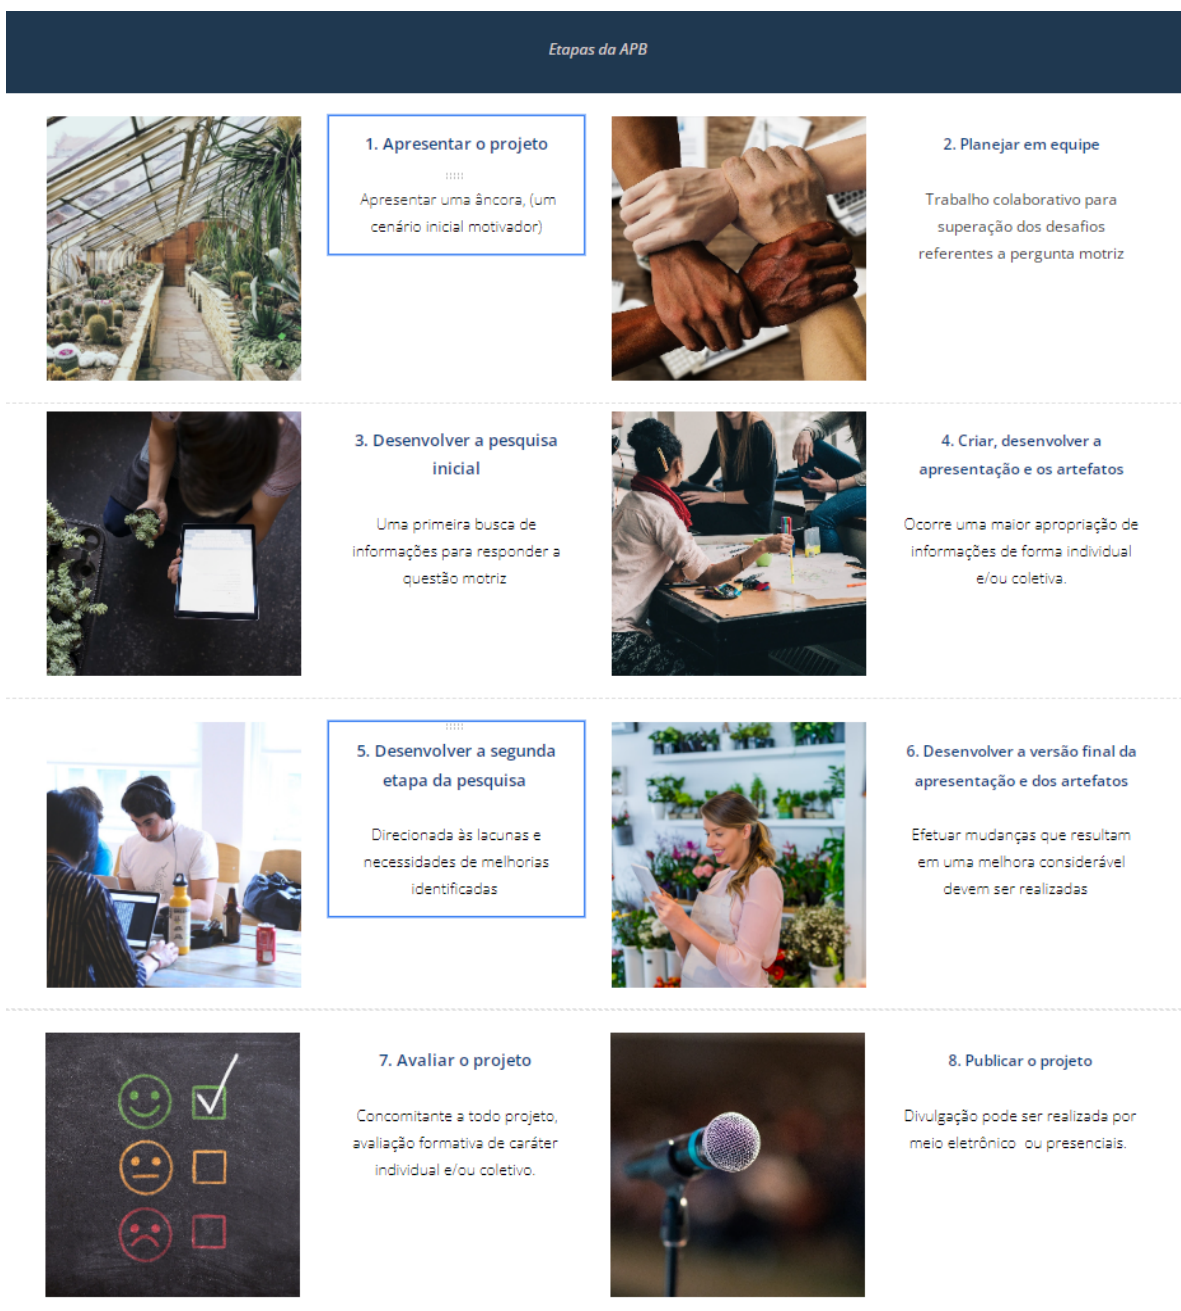 Etapas da APB
1. Apresentar o projeto
Apresentar uma âncora, (um
cenário inicial motivador)
2. Planejar em equipe
Trabalho colaborativo para
superação dos desafios
referentes a pergunta motriz
3. Desenvolver a pesquisa
inicial
Uma primeira busca de
informações para responder a
questão motriz
4. Criar, desenvolver a
apresentação e os artefatos
Ocorre uma maior apropriação de
informações de forma individual
e/ou coletiva.
5. Desenvolver a segunda
etapa da pesquisa
Direcionada às lacunas e
necessidades de melhorias
identificadas
6. Desenvolver a versão final da
apresentação e dos artefatos
Efetuar mudanças que resultam
em uma melhora considerável
devem ser realizadas
7. Avaliar o projeto
Concomitante a todo projeto,
avaliação formativa de caráter
individual e/ou coletivo.
8. Publicar o projeto
Divulgação pode ser realizada por
meio eletrônico ou presenciais.